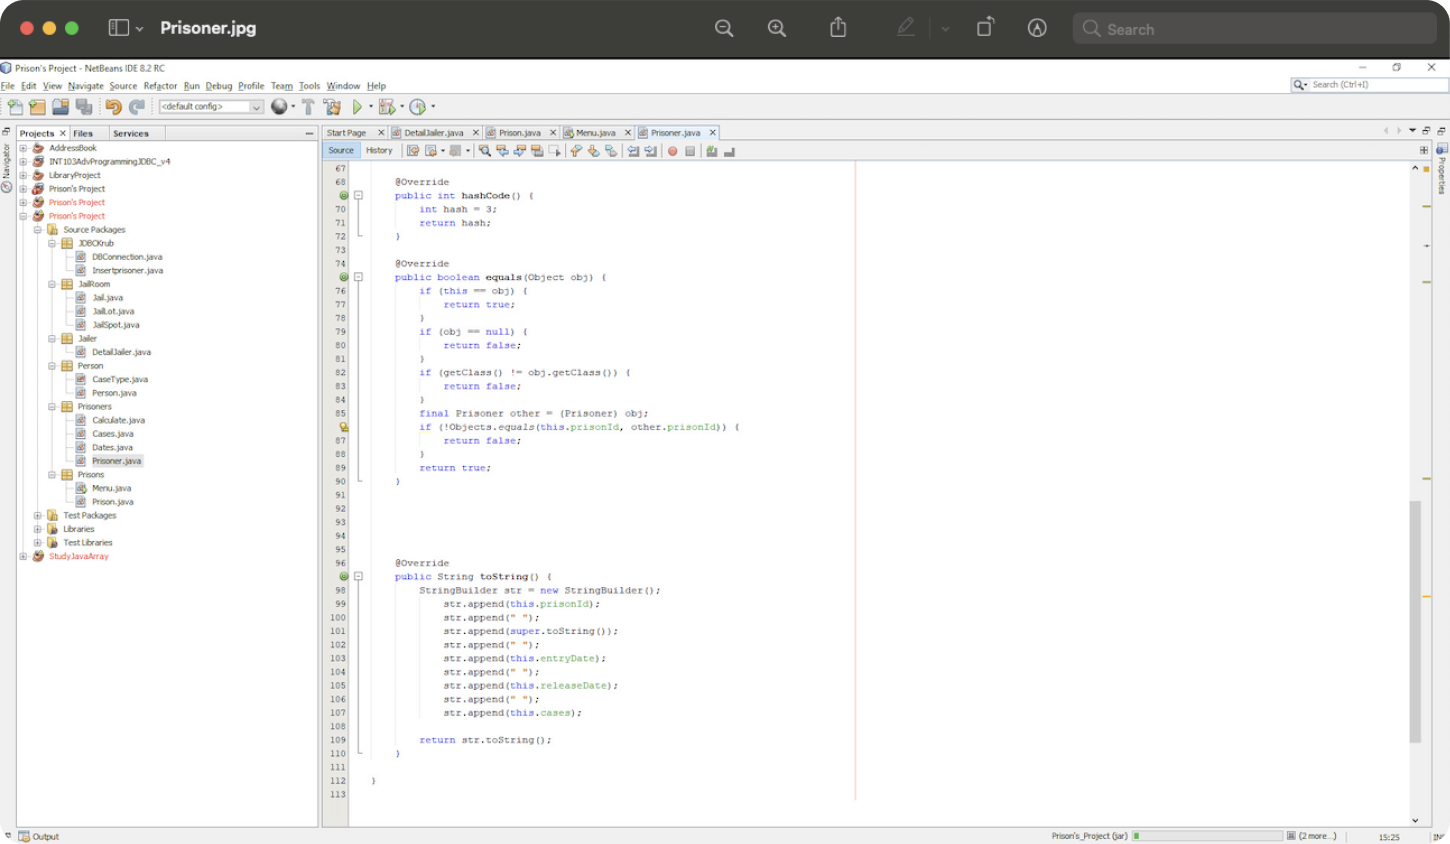 Prisoner.jpg
Search
Prison's Project - NetBeans IDE 8.2 RC
File Edit View Navigate Source Refactor Run Debug Profile Team Tools Window Help
Search (Ctrl+I)
<default config>
Projects Files Services
Start Page DetailJailer.java Prison.java Menu.java Prisoner.java
Source History
Navigator
Properties
AddressBook
INT103AdvProgrammingJDBC_v4
LibraryProject
Prison's Project
Prison's Project
Prison's Project
Source Packages
JDBCKrub
DBConnection.java
Insertprisoner.java
JailRoom
Jail.java
JailLot.java
JailSpot.java
Jailer
DetailJailer.java
Person
CaseType.java
Person.java
Prisoners
Calculate.java
Cases.java
Dates.java
Prisoner.java
Prisons
Menu.java
Prison.java
Test Packages
Libraries
Test Libraries
StudyJavaArray
67
68 @Override
public int hashCode() {
70 int hash = 3;
71 return hash;
72 }
73
74 @Override
public boolean equals(Object obj) {
76 if (this == obj) {
77 return true;
78 }
79 if (obj == null) {
80 return false;
81 }
82 if (getClass() != obj.getClass()) {
83 return false;
84 }
85 final Prisoner other = (Prisoner) obj;
if (!Objects.equals(this.prisonId, other.prisonId)) {
87 return false;
88 }
89 return true;
90 }
91
92
93
94
95
96 @Override
public String toString() {
98 StringBuilder str = new StringBuilder();
99 str.append(this.prisonId);
100 str.append(" ");
101 str.append(super.toString());
102 str.append(" ");
103 str.append(this.entryDate);
104 str.append(" ");
105 str.append(this.releaseDate);
106 str.append(" ");
107 str.append(this.cases);
108
109 return str.toString();
110 }
111
112 }
113
Output
Prison's_Project (jar) (2 more...) 15:25